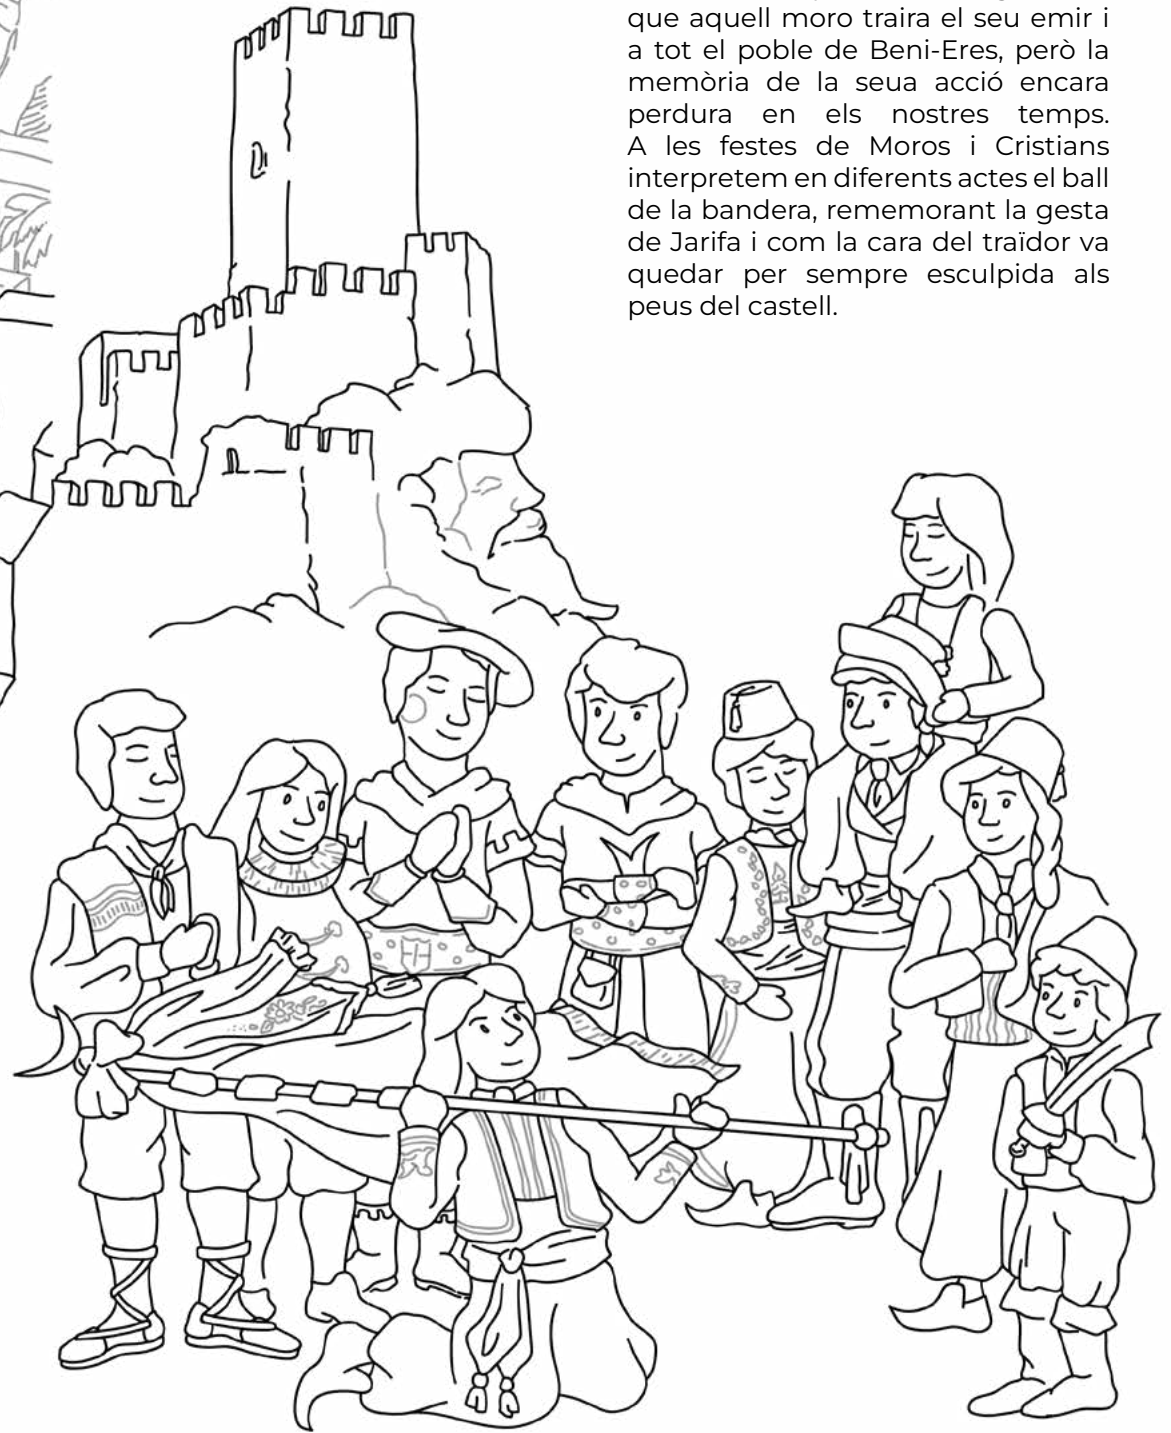 que aquell moro traira el seu emir i
a tot el poble de Beni-Eres, però la
memòria de la seua acció encara
perdura en els nostres temps.
A les festes de Moros i Cristians
interpretem en diferents actes el ball
de la bandera, rememorant la gesta
de Jarifa i com la cara del traïdor va
quedar per sempre esculpida als
peus del castell.